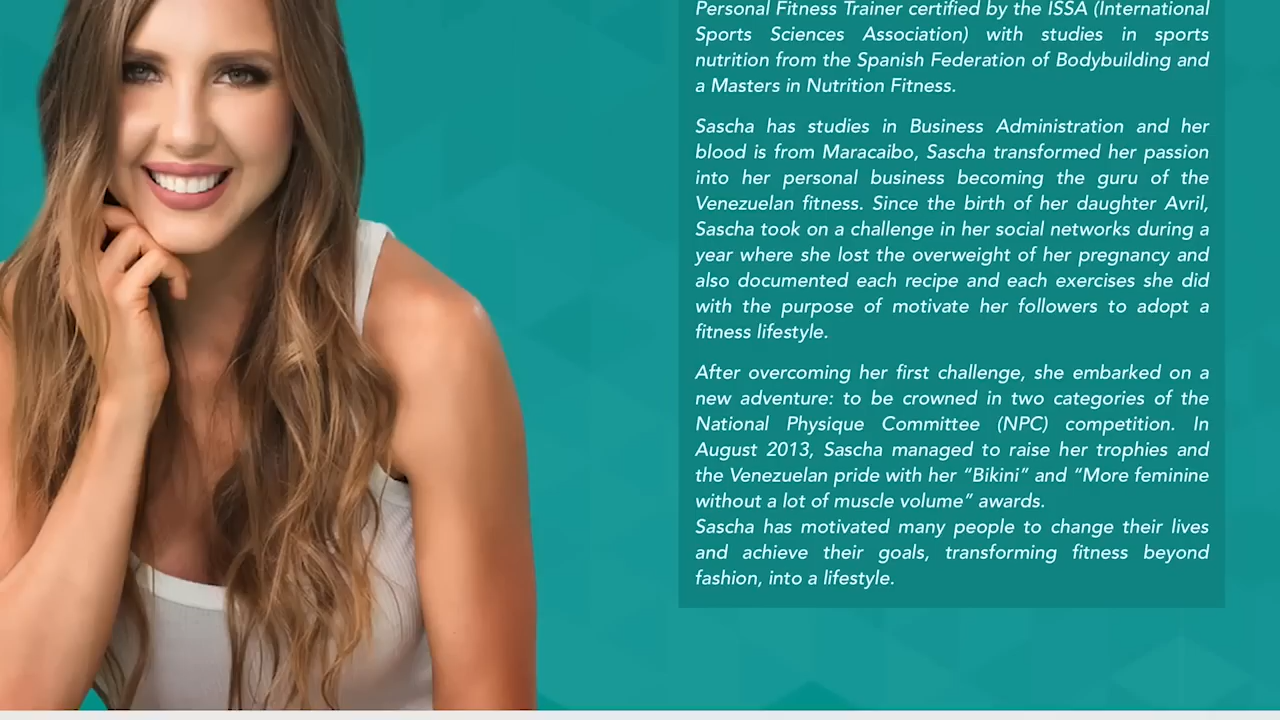 Personal Fitness Trainer certified by the ISSA (International
Sports Sciences Association) with studies in sports
nutrition from the Spanish Federation of Bodybuilding and
a Masters in Nutrition Fitness.
Sascha has studies in Business Administration and her
blood is from Maracaibo, Sascha transformed her passion
into her personal business becoming the guru of the
Venezuelan fitness. Since the birth of her daughter Avril,
Sascha took on a challenge in her social networks during a
year where she lost the overweight of her pregnancy and
also documented each recipe and each exercises she did
with the purpose of motivate her followers to adopt a
fitness lifestyle.
After overcoming her first challenge, she embarked on a
new adventure: to be crowned in two categories of the
National Physique Committee (NPC) competition. In
August 2013, Sascha managed to raise her trophies and
the Venezuelan pride with her ”Bikini” and “More feminine
without a lot of muscle volume” awards.
Sascha has motivated many people to change their lives
and achieve their goals, transforming fitness beyond
fashion, into a lifestyle.